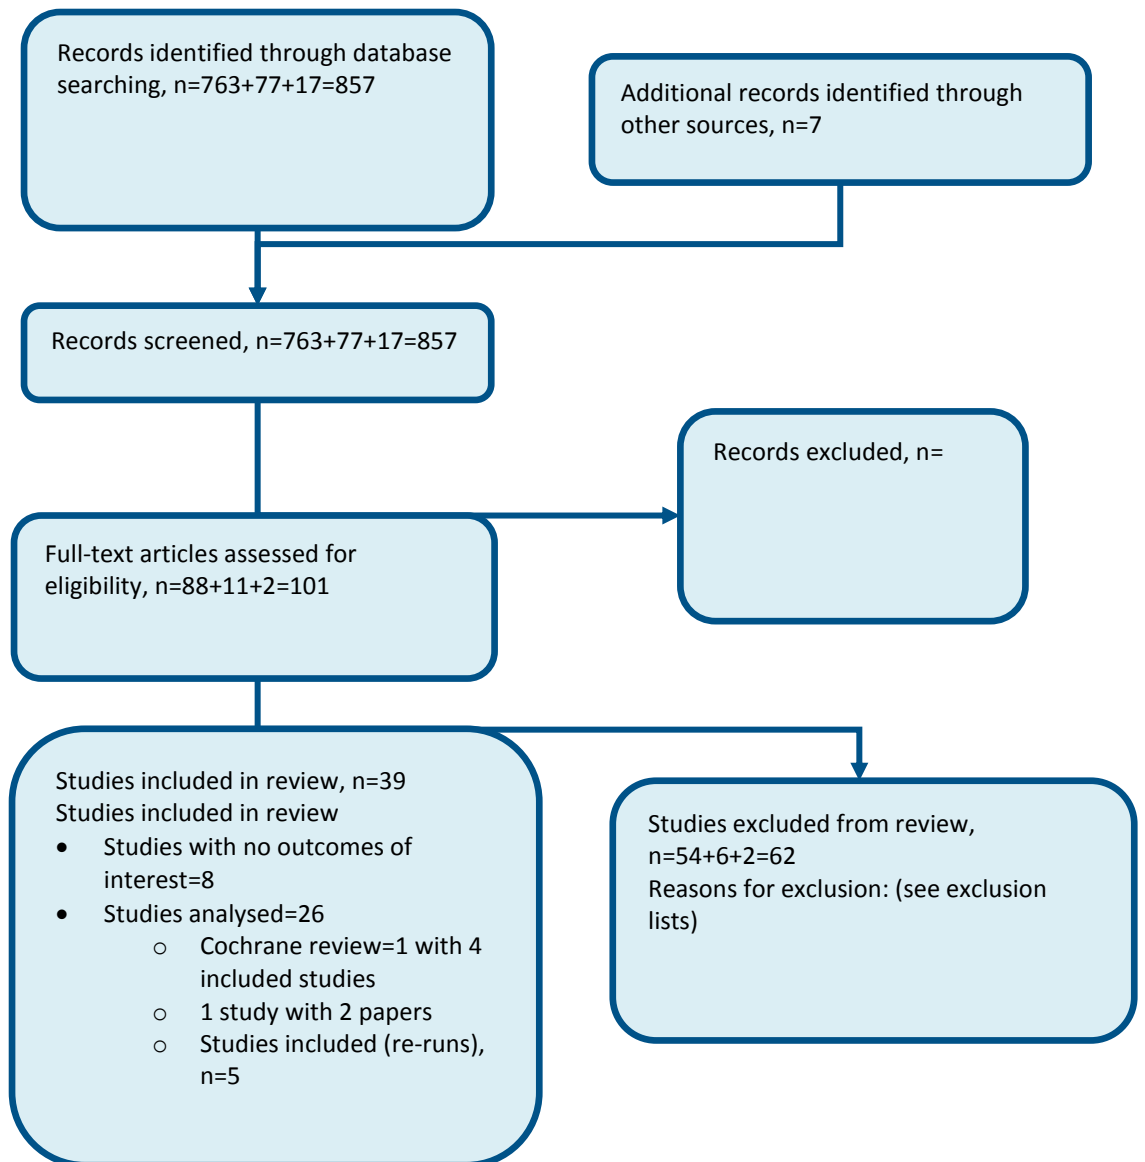 Records identified through database
searching, n=763+77+17=857
Additional records identified through
other sources, n=7
Records screened, n=763+77+17=857
Records excluded, n=
Full-text articles assessed for
eligibility, n=88+11+2=101
Studies included in review, n=39
Studies included in review
• Studies with no outcomes of
interest=8
• Studies analysed=26
o Cochrane review=1 with 4
included studies
o 1 study with 2 papers
o Studies included (re-runs),
n=5
Studies excluded from review,
n=54+6+2=62
Reasons for exclusion: (see exclusion
lists)